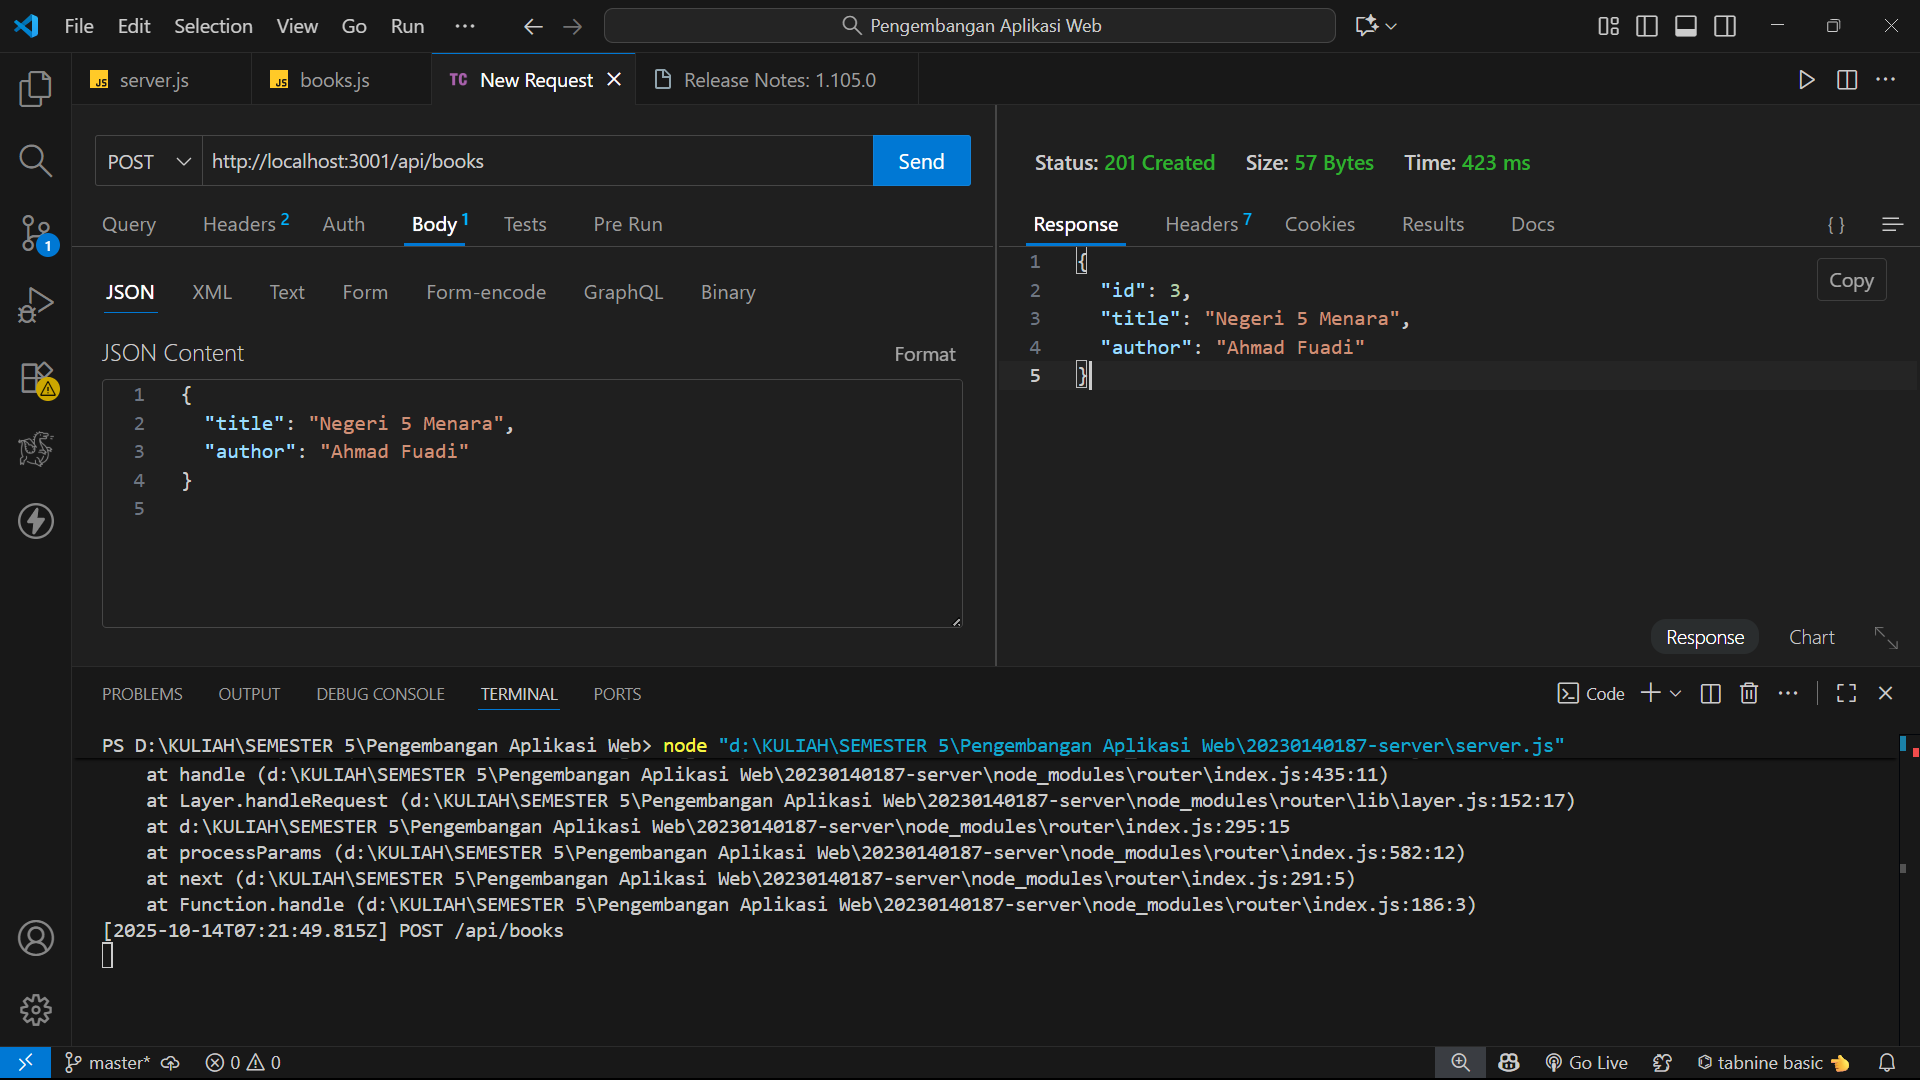 File Edit Selection View Go Run ··· Pengembangan Aplikasi Web
JS server.js JS books.js TC New Request Release Notes: 1.105.0
POST http://localhost:3001/api/books Send
Query Headers 2 Auth Body 1 Tests Pre Run
JSON XML Text Form Form-encode GraphQL Binary
JSON Content Format
1 {
2 "title": "Negeri 5 Menara",
3 "author": "Ahmad Fuadi"
4 }
5
Status: 201 Created Size: 57 Bytes Time: 423 ms
Response Headers 7 Cookies Results Docs { }
Copy
1 {
2 "id": 3,
3 "title": "Negeri 5 Menara",
4 "author": "Ahmad Fuadi"
5 }
Response Chart
1
PROBLEMS OUTPUT DEBUG CONSOLE TERMINAL PORTS Code
PS D:\KULIAH\SEMESTER 5\Pengembangan Aplikasi Web> node "d:\KULIAH\SEMESTER 5\Pengembangan Aplikasi Web\20230140187-server\server.js"
at handle (d:\KULIAH\SEMESTER 5\Pengembangan Aplikasi Web\20230140187-server\node_modules\router\index.js:435:11)
at Layer.handleRequest (d:\KULIAH\SEMESTER 5\Pengembangan Aplikasi Web\20230140187-server\node_modules\router\lib\layer.js:152:17)
at d:\KULIAH\SEMESTER 5\Pengembangan Aplikasi Web\20230140187-server\node_modules\router\index.js:295:15
at processParams (d:\KULIAH\SEMESTER 5\Pengembangan Aplikasi Web\20230140187-server\node_modules\router\index.js:582:12)
at next (d:\KULIAH\SEMESTER 5\Pengembangan Aplikasi Web\20230140187-server\node_modules\router\index.js:291:5)
at Function.handle (d:\KULIAH\SEMESTER 5\Pengembangan Aplikasi Web\20230140187-server\node_modules\router\index.js:186:3)
[2025-10-14T07:21:49.815Z] POST /api/books
master* 0 0 Go Live tabnine basic